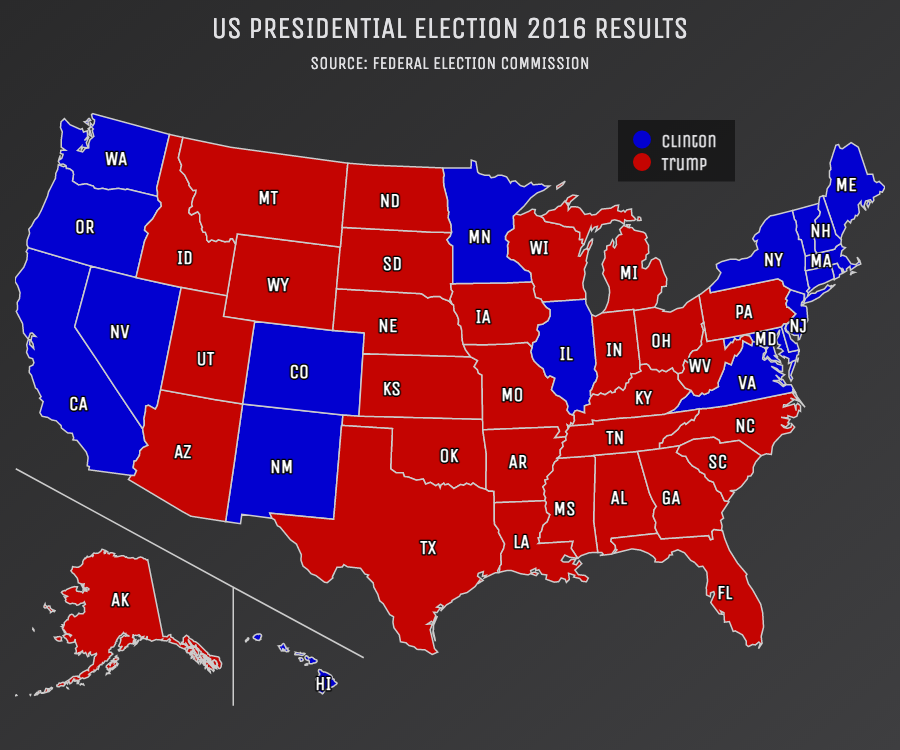 US PRESIDENTIAL ELECTION 2016 RESULTS
SOURCE: FEDERAL ELECTION COMMISSION
CLINTON
TRUMP
WA
MT
ND
MN
ME
OR
ID
SD
WI
MI
NH
NY
MA
WY
NV
UT
NE
IA
PA
NJ
MD
CO
KS
MO
IL
IN
OH
WV
VA
KY
CA
AZ
NM
OK
AR
TN
NC
SC
MS
AL
GA
TX
LA
FL
AK
HI